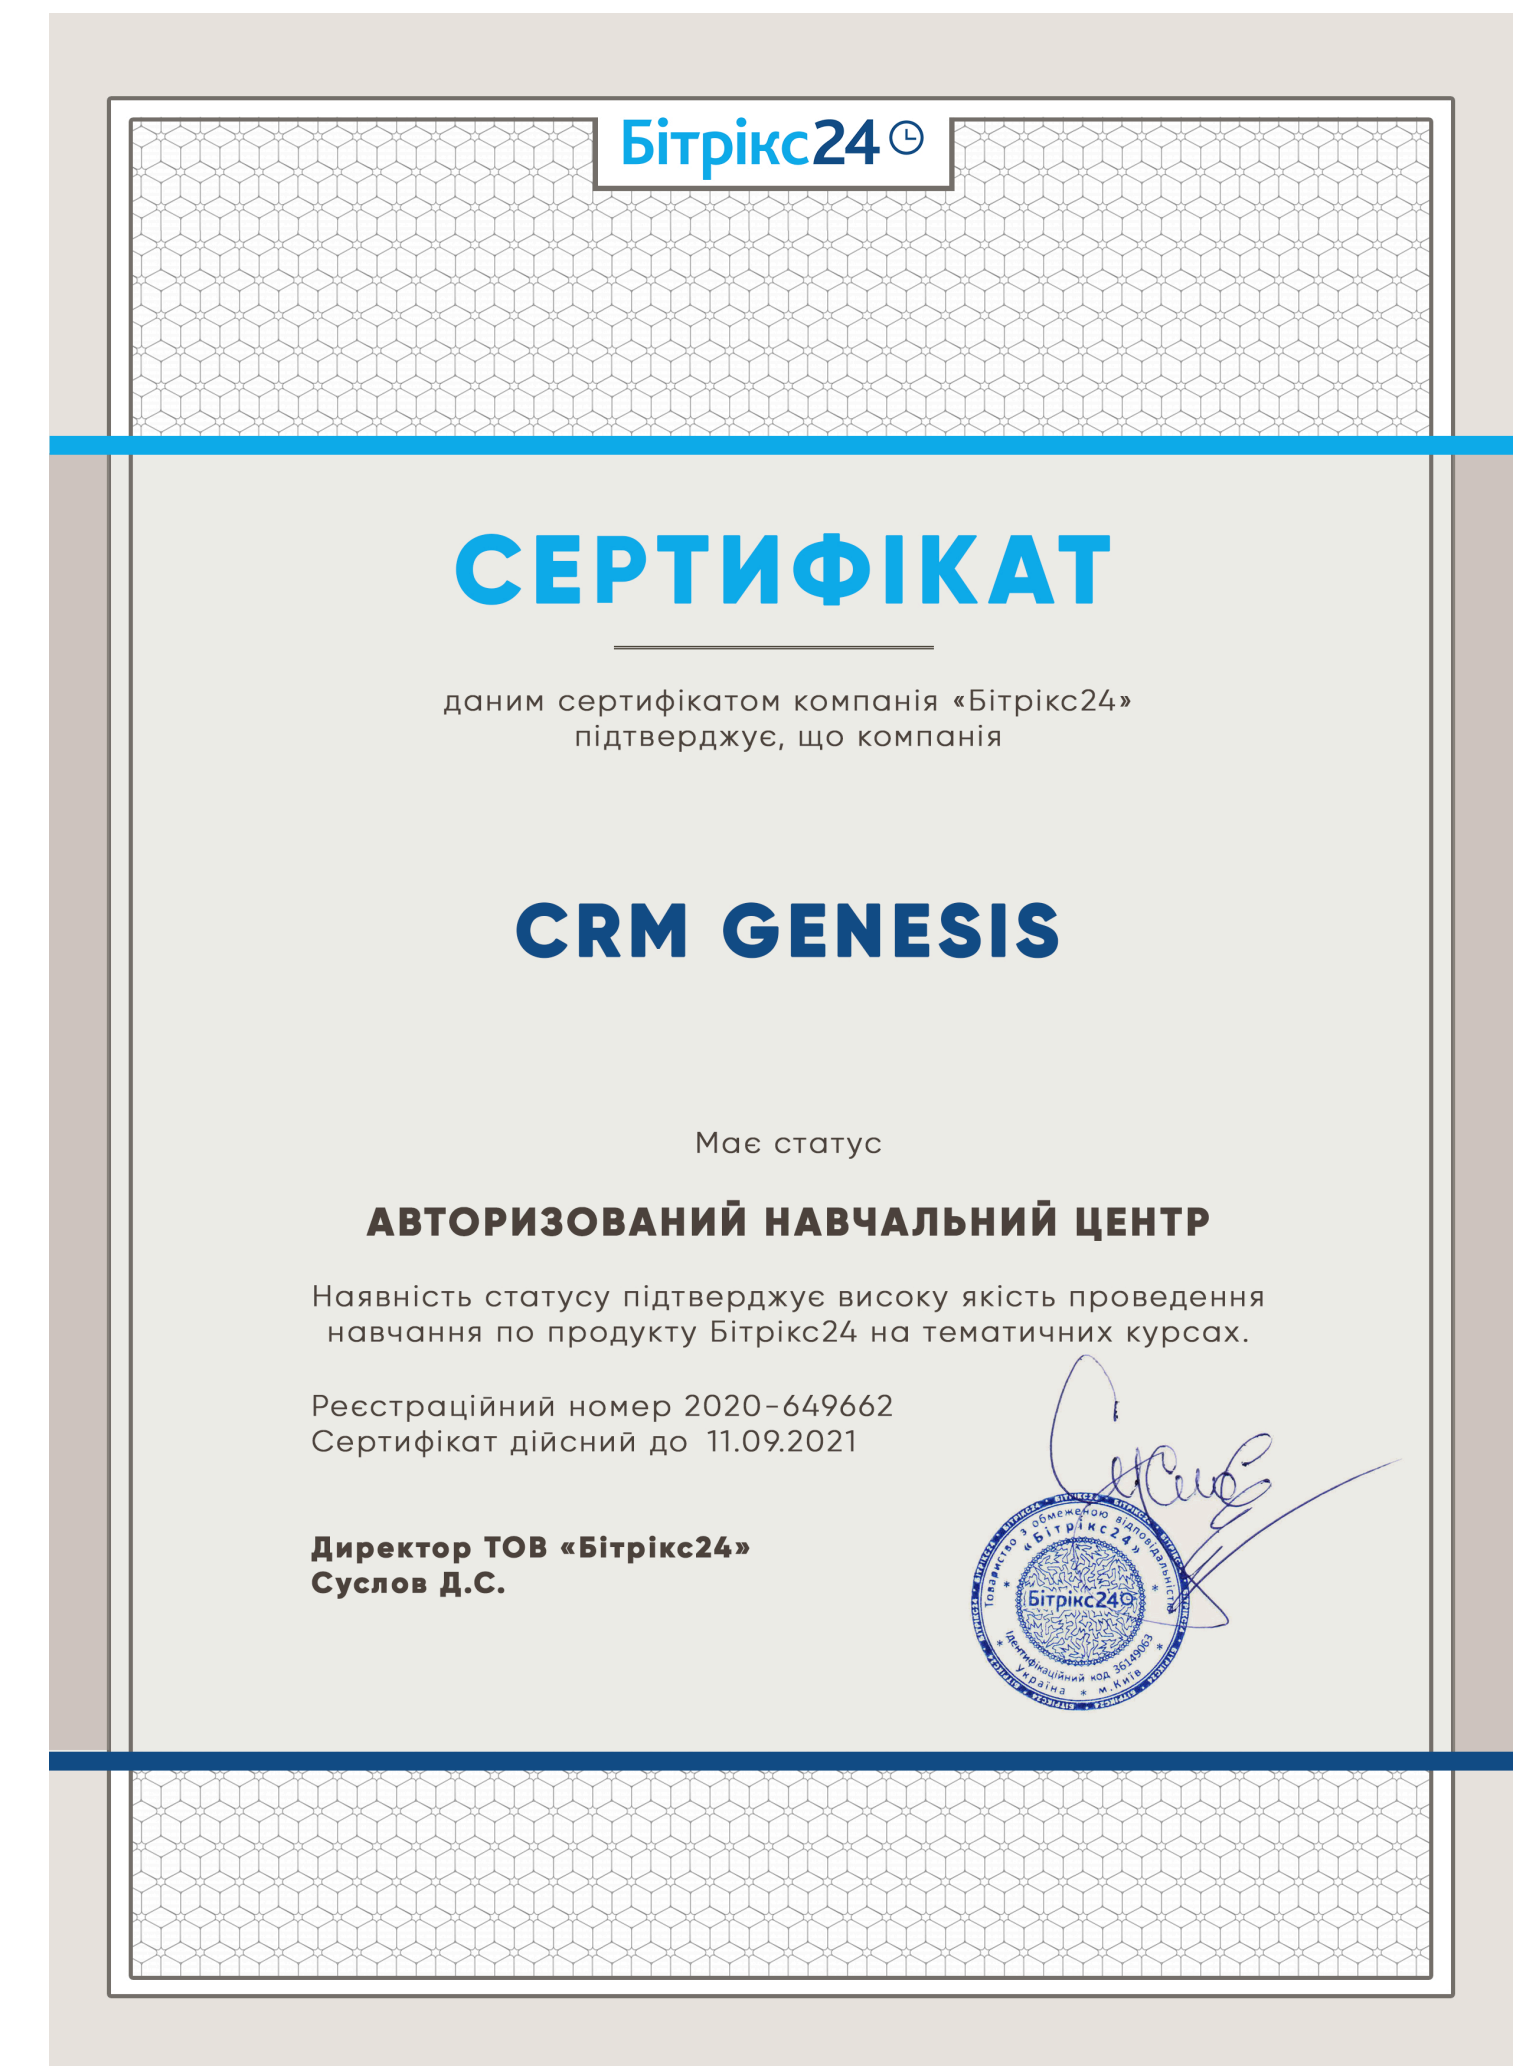 Бітрікс24
СЕРТИФІКАТ
даним сертифікатом компанія «Бітрікс24»
підтверджує, що компанія
CRM GENESIS
Має статус
АВТОРИЗОВАНИЙ НАВЧАЛЬНИЙ ЦЕНТР
Наявність статусу підтверджує високу якість проведення
навчання по продукту Бітрікс24 на тематичних курсах.
Реєстраційний номер 2020-649662
Сертифікат дійсний до 11.09.2021
Директор ТОВ «Бітрікс24»
Суслов Д.С.
Товариство з обмеженою відповідальністю
«Бітрікс24»
Бітрікс24
Ідентифікаційний код 36149063
Україна * м.Київ